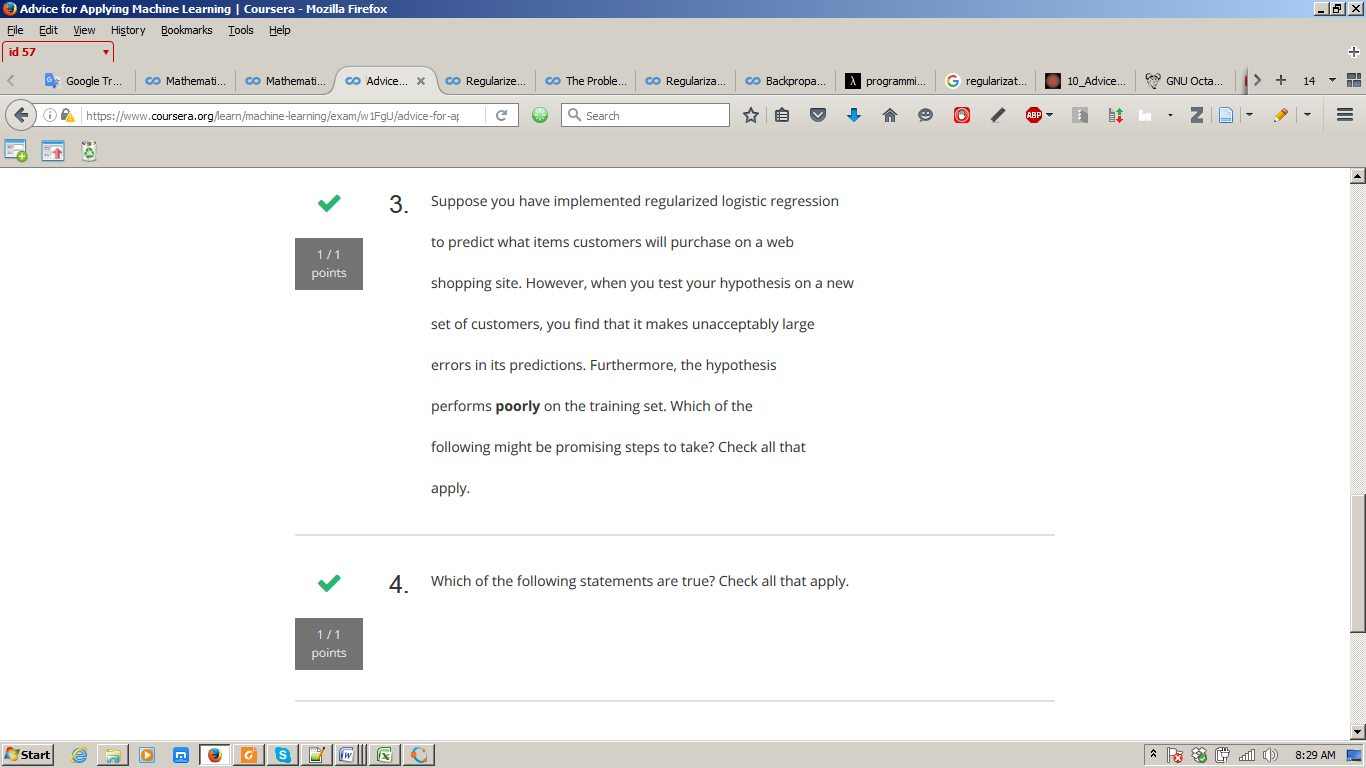 Advice for Applying Machine Learning | Coursera - Mozilla Firefox
File Edit View History Bookmarks Tools Help
id 57
Google Tr... Mathemati... Mathemati... Advice... Regularize... The Proble... Regulariza... Backpropa... programmi... regularizat... 10_Advice... GNU Octa... 14
https://www.coursera.org/learn/machine-learning/exam/w1FgU/advice-for-ap Search ABP
3. Suppose you have implemented regularized logistic regression
to predict what items customers will purchase on a web
1 / 1
points
shopping site. However, when you test your hypothesis on a new
set of customers, you find that it makes unacceptably large
errors in its predictions. Furthermore, the hypothesis
performs poorly on the training set. Which of the
following might be promising steps to take? Check all that
apply.
4. Which of the following statements are true? Check all that apply.
1 / 1
points
Start 8:29 AM